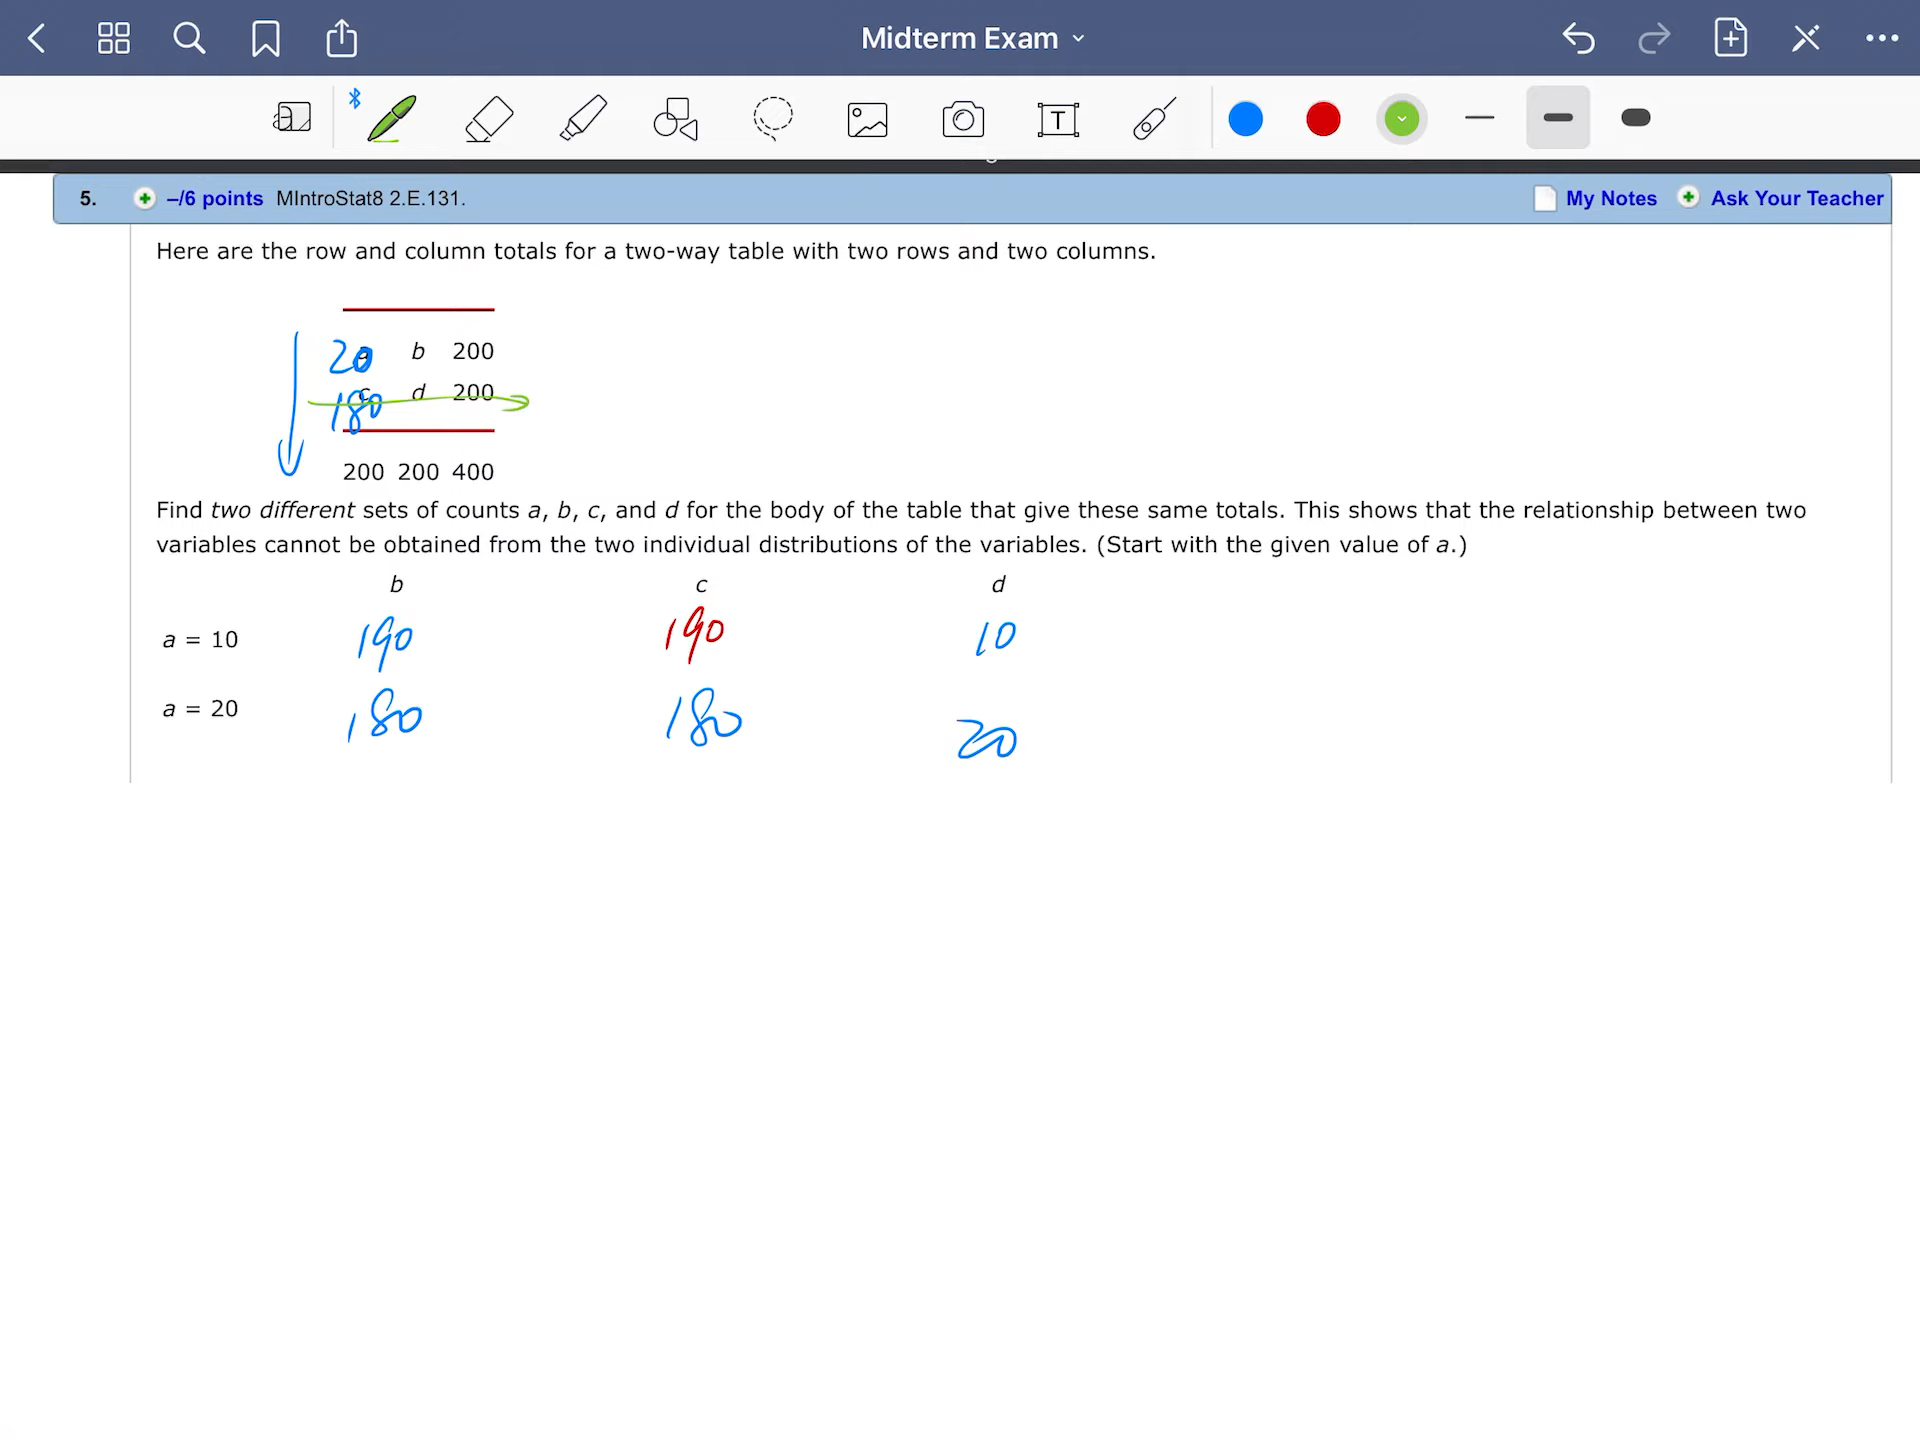 Midterm Exam
5. –/6 points MIntroStat8 2.E.131. My Notes Ask Your Teacher
Here are the row and column totals for a two-way table with two rows and two columns.
20 b 200
180 d 200
200 200 400
Find two different sets of counts a, b, c, and d for the body of the table that give these same totals. This shows that the relationship between two
variables cannot be obtained from the two individual distributions of the variables. (Start with the given value of a.)
b c d
a = 10 190 190 10
a = 20 180 180 20